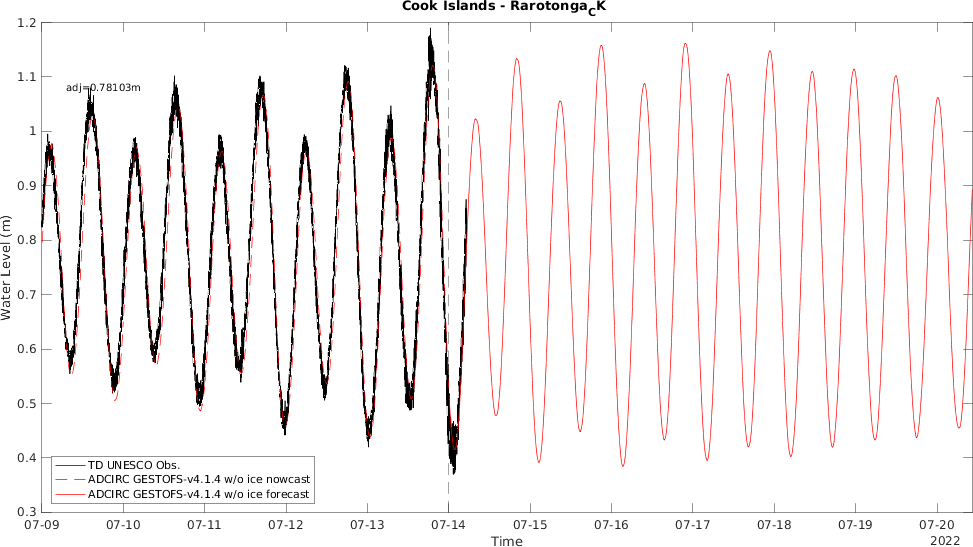 Cook Islands - Rarotonga_CK
1.2
1.1
adj=0.78103m
1
0.9
0.8
0.7
0.6
0.5
0.4
0.3
Water Level (m)
TD UNESCO Obs.
ADCIRC GESTOFS-v4.1.4 w/o ice nowcast
ADCIRC GESTOFS-v4.1.4 w/o ice forecast
07-09 07-10 07-11 07-12 07-13 07-14 07-15 07-16 07-17 07-18 07-19 07-20
Time
2022